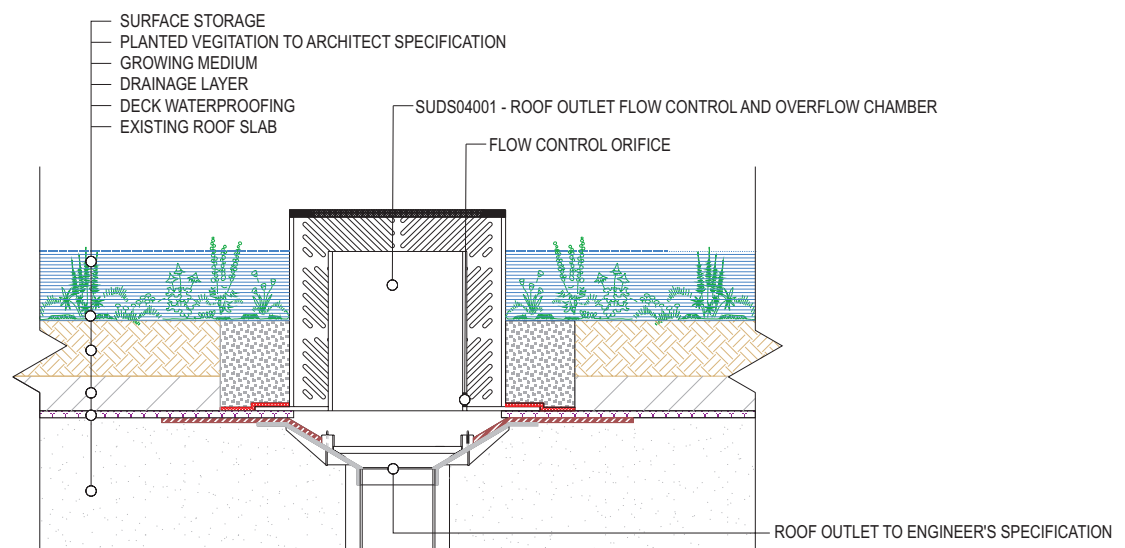 SURFACE STORAGE
PLANTED VEGITATION TO ARCHITECT SPECIFICATION
GROWING MEDIUM
DRAINAGE LAYER
DECK WATERPROOFING
EXISTING ROOF SLAB
SUDS04001 - ROOF OUTLET FLOW CONTROL AND OVERFLOW CHAMBER
FLOW CONTROL ORIFICE
ROOF OUTLET TO ENGINEER'S SPECIFICATION